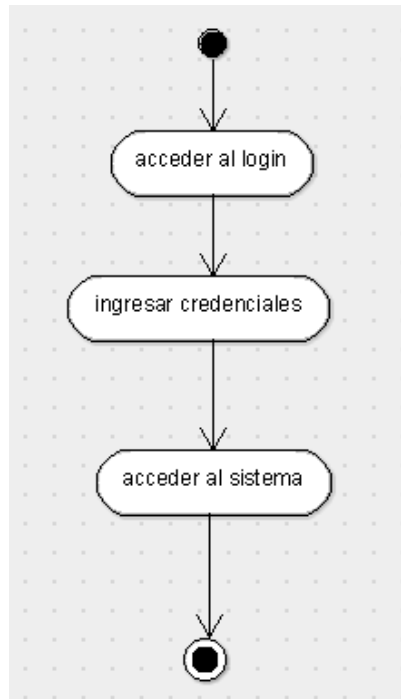 acceder al login
ingresar credenciales
acceder al sistema